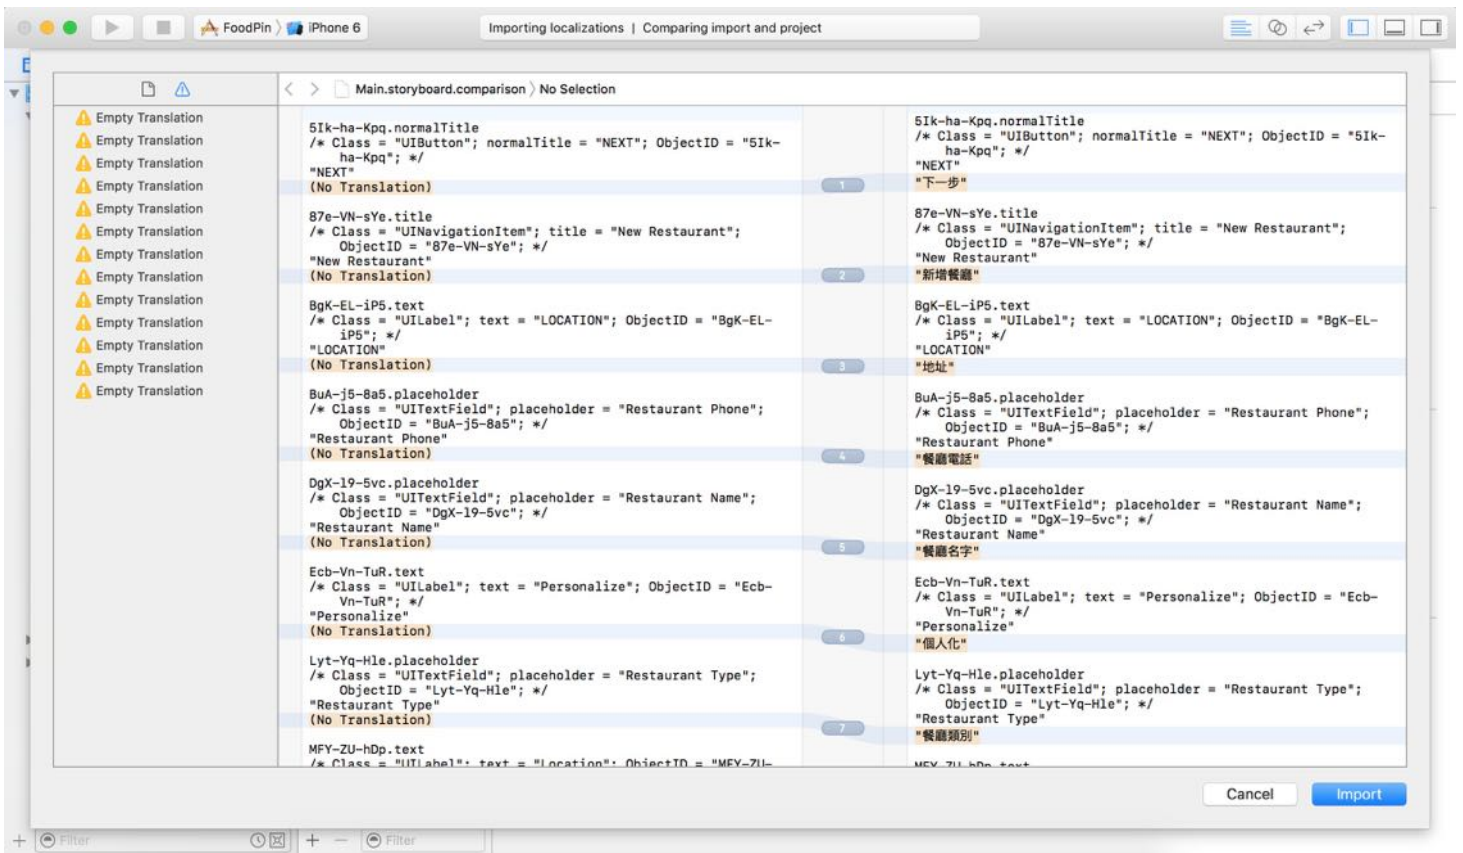 FoodPin 〉 iPhone 6
Importing localizations | Comparing import and project
Main.storyboard.comparison 〉 No Selection
Empty Translation
Empty Translation
Empty Translation
Empty Translation
Empty Translation
Empty Translation
Empty Translation
Empty Translation
Empty Translation
Empty Translation
Empty Translation
Empty Translation
Empty Translation
5Ik-ha-Kpq.normalTitle
/* Class = "UIButton"; normalTitle = "NEXT"; ObjectID = "5Ik-
ha-Kpq"; */
"NEXT"
(No Translation)
87e-VN-sYe.title
/* Class = "UINavigationItem"; title = "New Restaurant";
ObjectID = "87e-VN-sYe"; */
"New Restaurant"
(No Translation)
BgK-EL-iP5.text
/* Class = "UILabel"; text = "LOCATION"; ObjectID = "BgK-EL-
iP5"; */
"LOCATION"
(No Translation)
BuA-j5-8a5.placeholder
/* Class = "UITextField"; placeholder = "Restaurant Phone";
ObjectID = "BuA-j5-8a5"; */
"Restaurant Phone"
(No Translation)
DgX-l9-5vc.placeholder
/* Class = "UITextField"; placeholder = "Restaurant Name";
ObjectID = "DgX-l9-5vc"; */
"Restaurant Name"
(No Translation)
Ecb-Vn-TuR.text
/* Class = "UILabel"; text = "Personalize"; ObjectID = "Ecb-
Vn-TuR"; */
"Personalize"
(No Translation)
Lyt-Yq-Hle.placeholder
/* Class = "UITextField"; placeholder = "Restaurant Type";
ObjectID = "Lyt-Yq-Hle"; */
"Restaurant Type"
(No Translation)
MFY-ZU-hDp.text
/* Class = "UILabel"; text = "Location"; ObjectID = "MFY-ZU-
1
2
3
4
5
6
7
5Ik-ha-Kpq.normalTitle
/* Class = "UIButton"; normalTitle = "NEXT"; ObjectID = "5Ik-
ha-Kpq"; */
"NEXT"
"下一步"
87e-VN-sYe.title
/* Class = "UINavigationItem"; title = "New Restaurant";
ObjectID = "87e-VN-sYe"; */
"New Restaurant"
"新增餐廳"
BgK-EL-iP5.text
/* Class = "UILabel"; text = "LOCATION"; ObjectID = "BgK-EL-
iP5"; */
"LOCATION"
"地址"
BuA-j5-8a5.placeholder
/* Class = "UITextField"; placeholder = "Restaurant Phone";
ObjectID = "BuA-j5-8a5"; */
"Restaurant Phone"
"餐廳電話"
DgX-l9-5vc.placeholder
/* Class = "UITextField"; placeholder = "Restaurant Name";
ObjectID = "DgX-l9-5vc"; */
"Restaurant Name"
"餐廳名字"
Ecb-Vn-TuR.text
/* Class = "UILabel"; text = "Personalize"; ObjectID = "Ecb-
Vn-TuR"; */
"Personalize"
"個人化"
Lyt-Yq-Hle.placeholder
/* Class = "UITextField"; placeholder = "Restaurant Type";
ObjectID = "Lyt-Yq-Hle"; */
"Restaurant Type"
"餐廳類別"
MFY-ZU-hDp.text
Cancel
Import
Filter
Filter